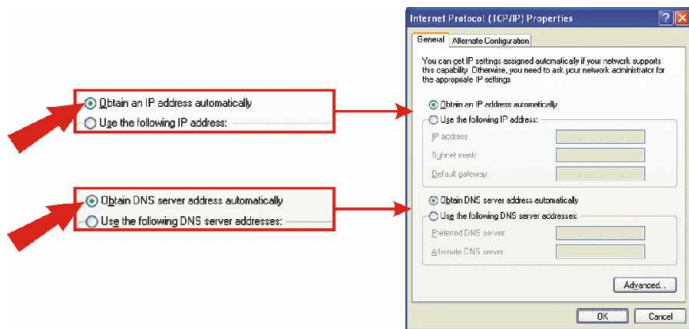 Obtain an IP address automatically
Use the following IP address:
Obtain DNS server address automatically
Use the following DNS server addresses:
Internet Protocol (TCP/IP) Properties
General
Alternate Configuration
You can get IP settings assigned automatically if your network supports
this capability. Otherwise, you need to ask your network administrator for
the appropriate IP settings.
Obtain an IP address automatically
Use the following IP address:
IP address
Subnet mask
Default gateway
Obtain DNS server address automatically
Use the following DNS server addresses:
Preferred DNS server
Alternate DNS server
Advanced...
OK
Cancel